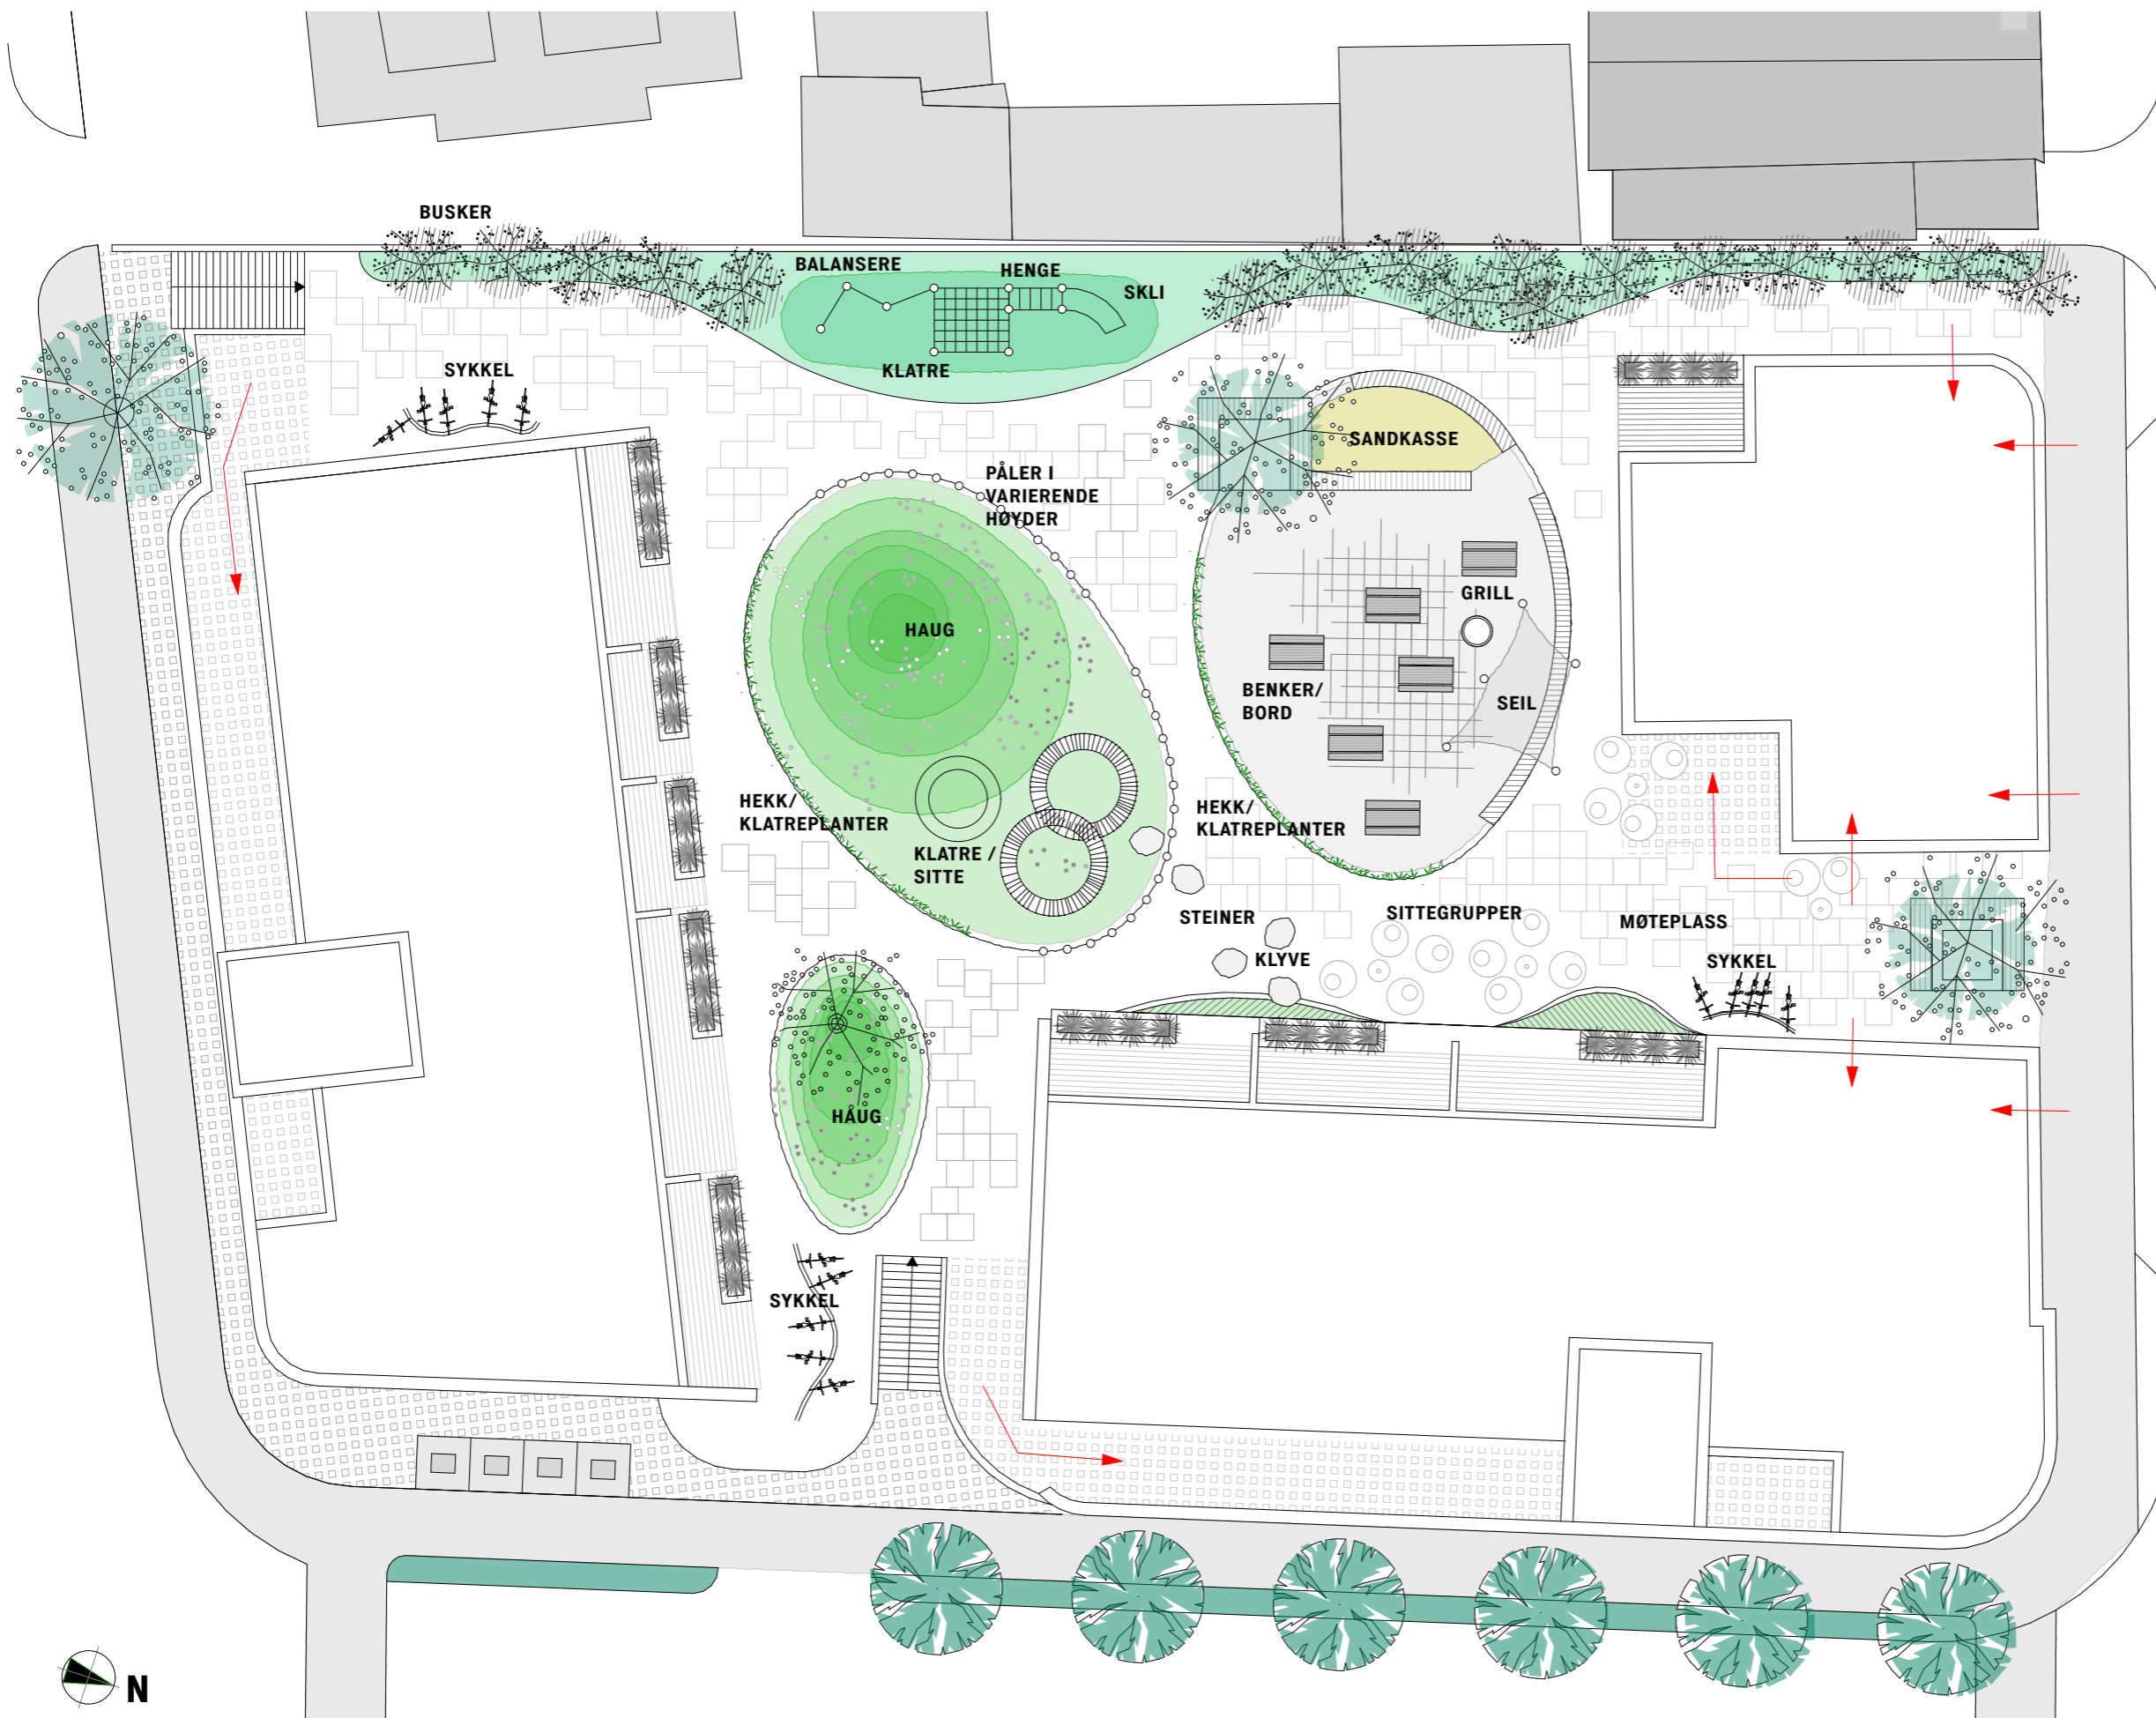 BUSKER
BALANSERE
HENGE
SKLI
SYKKEL
KLATRE
SANDKASSE
PÅLER I
VARIERENDE
HØYDER
GRILL
HAUG
BENKER/
BORD
SEIL
HEKK/
KLATREPLANTER
HEKK/
KLATREPLANTER
KLATRE /
SITTE
STEINER
SITTEGRUPPER
MØTEPLASS
KLYVE
SYKKEL
HAUG
SYKKEL
N